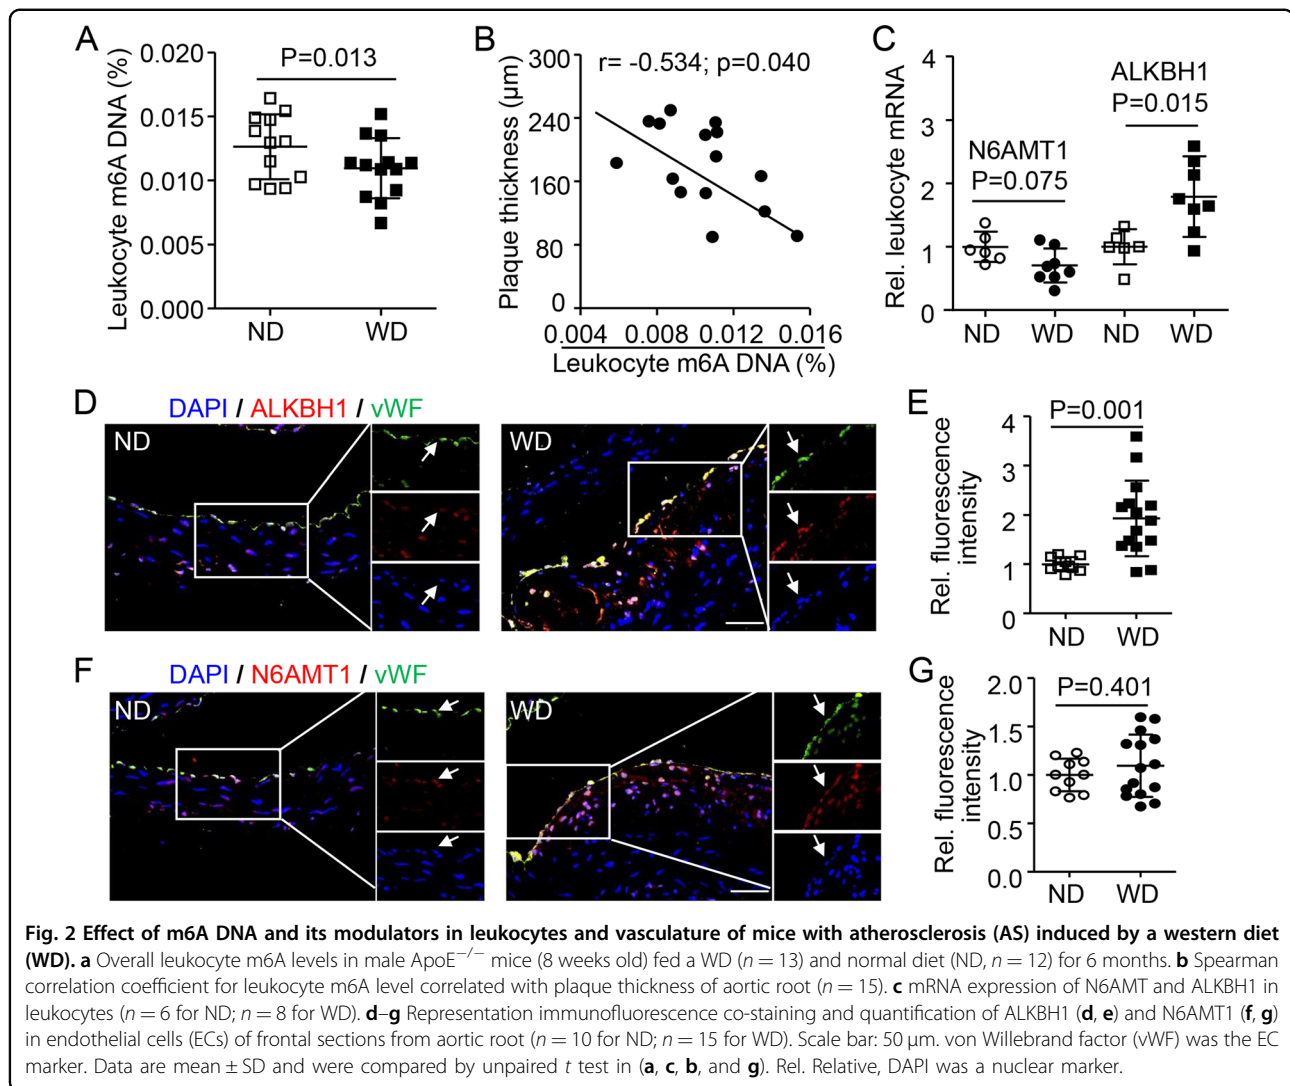 A
Leukocyte m6A DNA (%)
0.020
0.015
0.010
0.005
0.000
P=0.013
ND WD
B
Plaque thickness (µm)
300
240
160
80
0
r= -0.534; p=0.040
0.004 0.008 0.012 0.016
Leukocyte m6A DNA (%)
C
Rel. leukocyte mRNA
4
3
2
1
0
N6AMT1
P=0.075
ALKBH1
P=0.015
ND WD ND WD
D
DAPI / ALKBH1 / vWF
ND
WD
E
Rel. fluorescence
intensity
4
3
2
1
0
P=0.001
ND WD
F
DAPI / N6AMT1 / vWF
ND
WD
G
Rel. fluorescence
intensity
2.0
1.5
1.0
0.5
0.0
P=0.401
ND WD
Fig. 2 Effect of m6A DNA and its modulators in leukocytes and vasculature of mice with atherosclerosis (AS) induced by a western diet
(WD). a Overall leukocyte m6A levels in male ApoE−/− mice (8 weeks old) fed a WD (n = 13) and normal diet (ND, n = 12) for 6 months. b Spearman
correlation coefficient for leukocyte m6A level correlated with plaque thickness of aortic root (n = 15). c mRNA expression of N6AMT and ALKBH1 in
leukocytes (n = 6 for ND; n = 8 for WD). d–g Representation immunofluorescence co-staining and quantification of ALKBH1 (d, e) and N6AMT1 (f, g)
in endothelial cells (ECs) of frontal sections from aortic root (n = 10 for ND; n = 15 for WD). Scale bar: 50 µm. von Willebrand factor (vWF) was the EC
marker. Data are mean ± SD and were compared by unpaired t test in (a, c, b, and g). Rel. Relative, DAPI was a nuclear marker.